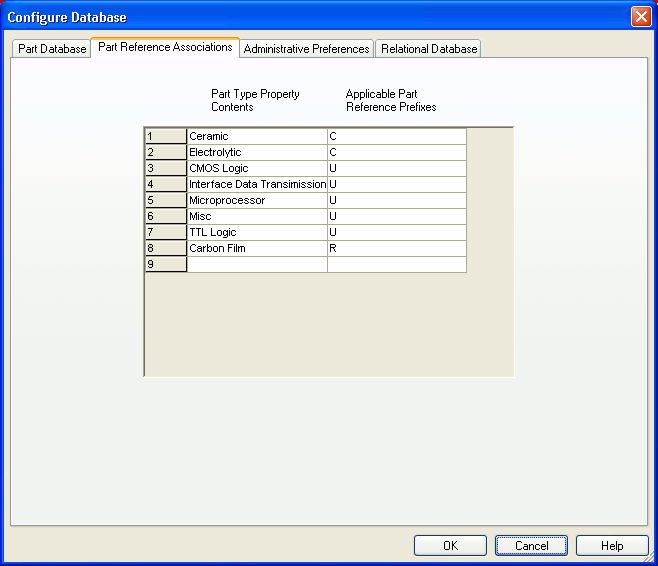 Configure Database
Part Database Part Reference Associations Administrative Preferences Relational Database
Part Type Property Contents
Applicable Part Reference Prefixes
1 Ceramic C
2 Electrolytic C
3 CMOS Logic U
4 Interface Data Transimission U
5 Microprocessor U
6 Misc U
7 TTL Logic U
8 Carbon Film R
9
OK Cancel Help